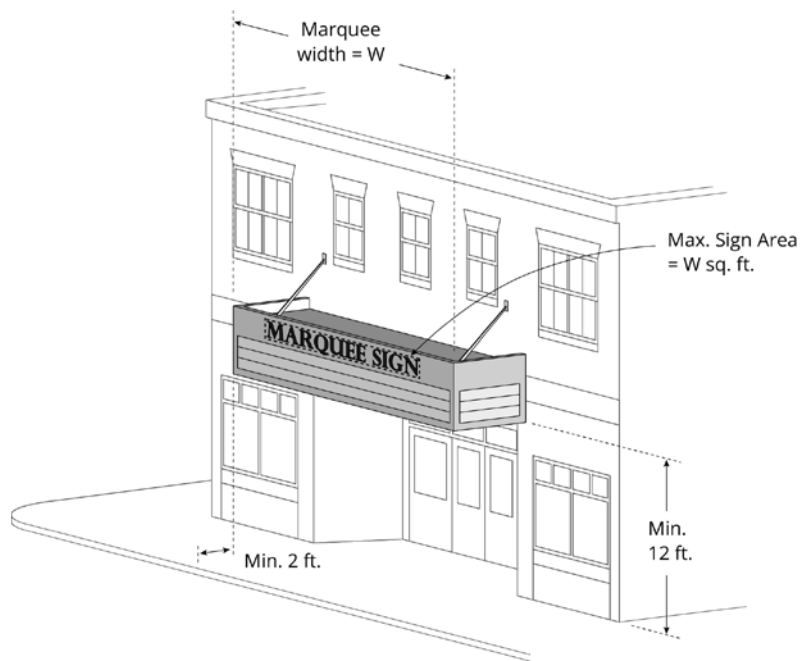 Marquee
width = W
Max. Sign Area
= W sq. ft.
MARQUEE SIGN
Min. 2 ft.
Min.
12 ft.